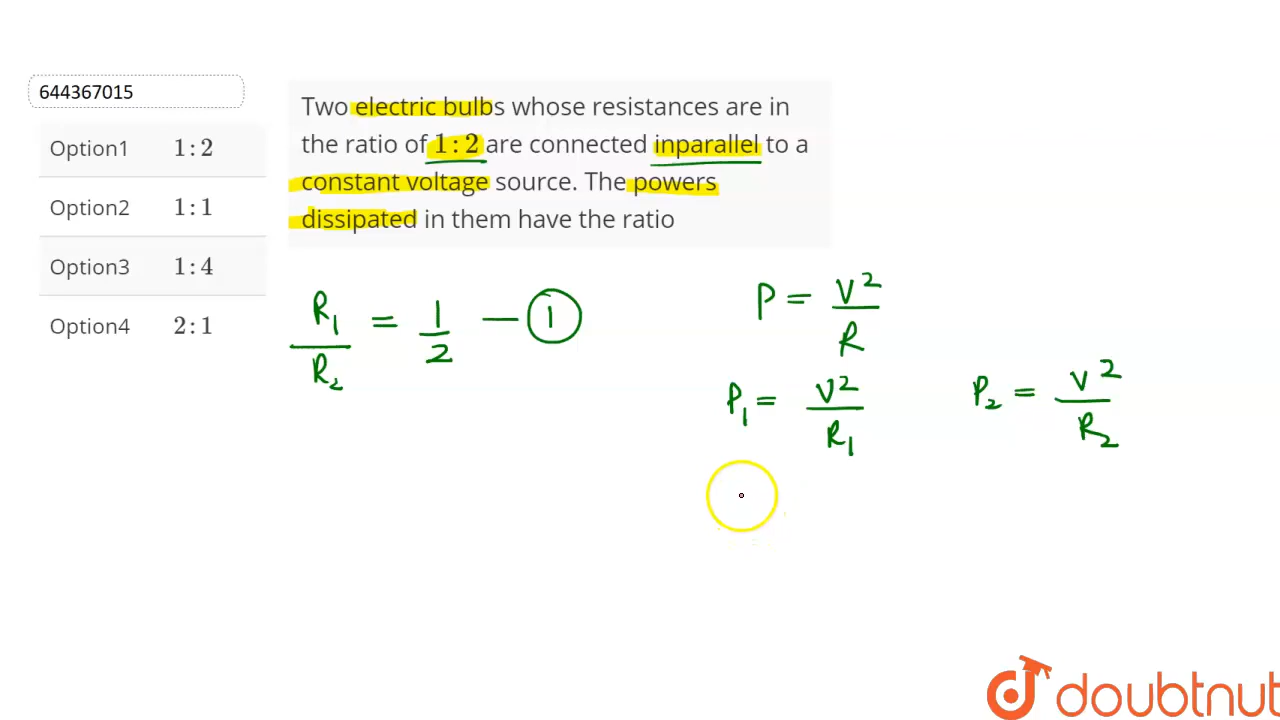 644367015
Option1 1:2
Option2 1:1
Option3 1:4
Option4 2:1
Two electric bulbs whose resistances are in
the ratio of 1:2 are connected inparallel to a
constant voltage source. The powers
dissipated in them have the ratio
R₁/R₂ = 1/2 — ①
P = V²/R
P₁ = V²/R₁ P₂ = V²/R₂
doubtnut